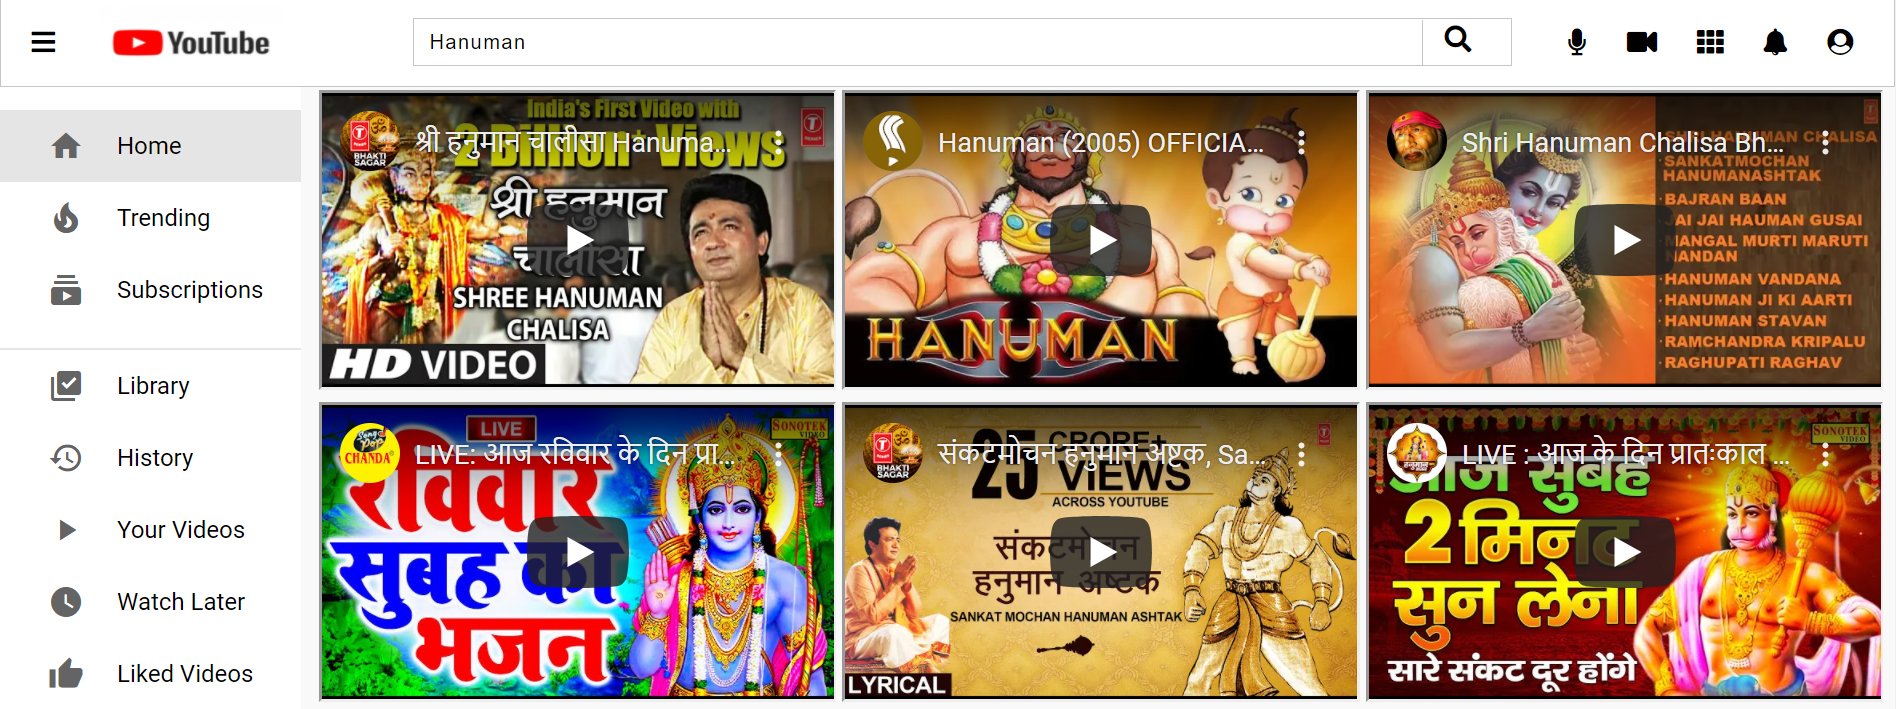 YouTube
Hanuman
Home
Trending
Subscriptions
Library
History
Your Videos
Watch Later
Liked Videos
India's First Video with
2 Billion+ Views
T
BHAKTI
SAGAR
श्री हनुमान चालीसा Hanuma...
श्री हनुमान
चालीसा
SHREE HANUMAN
CHALISA
HD VIDEO
Hanuman (2005) OFFICIA...
HANUMAN
Shri Hanuman Chalisa Bh...
SHRI HANUMAN CHALISA
SANKATMOCHAN
HANUMANASHTAK
BAJRAN BAAN
JAI JAI HAUMAN GUSAI
MANGAL MURTI MARUTI
NANDAN
HANUMAN VANDANA
HANUMAN JI KI AARTI
HANUMAN STAVAN
RAMCHANDRA KRIPALU
RAGHUPATI RAGHAV
LIVE
SONOTEK
VIDEO
Song
Pop
CHANDA
LIVE: आज रविवार के दिन प्रा...
रविवार
सुबह का
भजन
T
BHAKTI
SAGAR
संकटमोचन हनुमान अष्टक, Sa...
25 CRORE+
VIEWS
ACROSS YOUTUBE
संकटमोचन
हनुमान अष्टक
SANKAT MOCHAN HANUMAN ASHTAK
LYRICAL
SONOTEK
VIDEO
LIVE : आज के दिन प्रातःकाल ...
आज सुबह
2 मिनट
सुन लेना
सारे संकट दूर होंगे